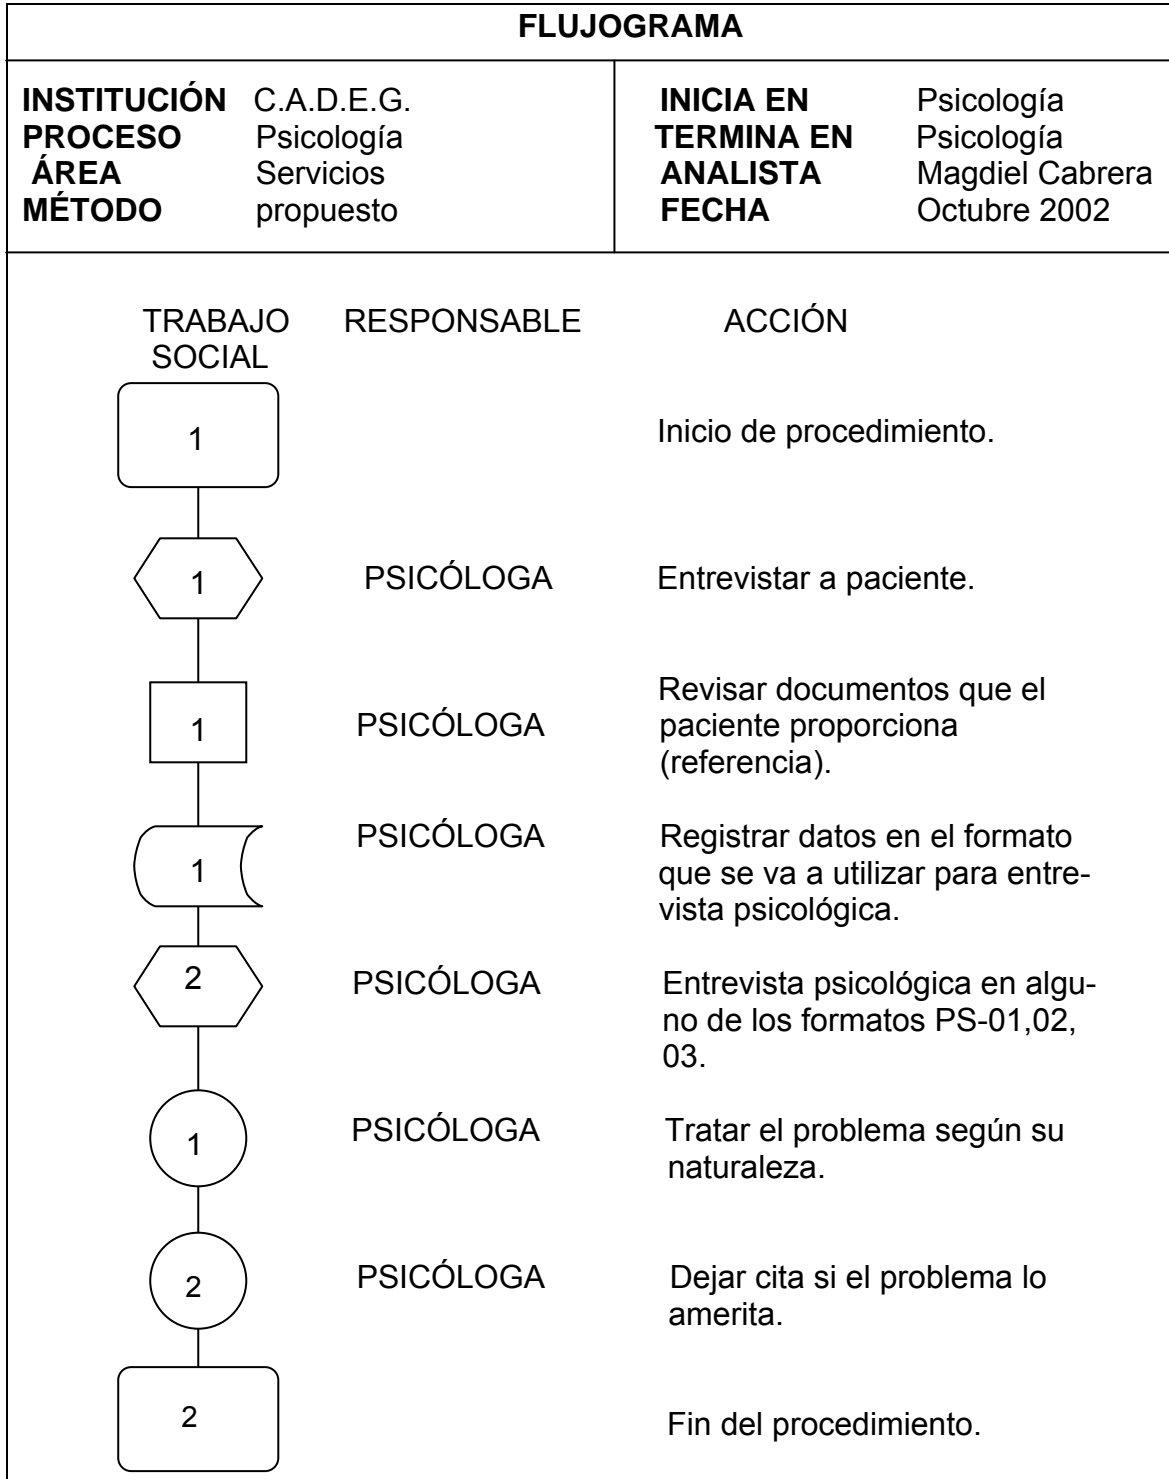 FLUJOGRAMA
INSTITUCIÓN C.A.D.E.G.
PROCESO Psicología
ÁREA Servicios
MÉTODO propuesto
INICIA EN Psicología
TERMINA EN Psicología
ANALISTA Magdiel Cabrera
FECHA Octubre 2002
TRABAJO SOCIAL
RESPONSABLE
ACCIÓN
1
Inicio de procedimiento.
1
PSICÓLOGA
Entrevistar a paciente.
1
PSICÓLOGA
Revisar documentos que el
paciente proporciona
(referencia).
1
PSICÓLOGA
Registrar datos en el formato
que se va a utilizar para entre-
vista psicológica.
2
PSICÓLOGA
Entrevista psicológica en algu-
no de los formatos PS-01,02,
03.
1
PSICÓLOGA
Tratar el problema según su
naturaleza.
2
PSICÓLOGA
Dejar cita si el problema lo
amerita.
2
Fin del procedimiento.